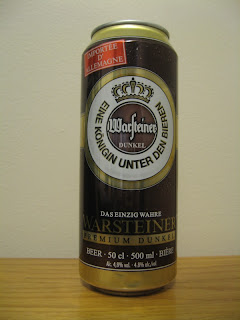 IMPORTÉE
D'
ALLEMAGNE
EINE KÖNIGIN UNTER DEN BIEREN
Warsteiner
DUNKEL
DAS EINZIG WAHRE
WARSTEINER
PREMIUM DUNKEL
BEER · 50 cl · 500 ml · BIÈRE
Alc 4,8% vol · 4.8% alc./vol